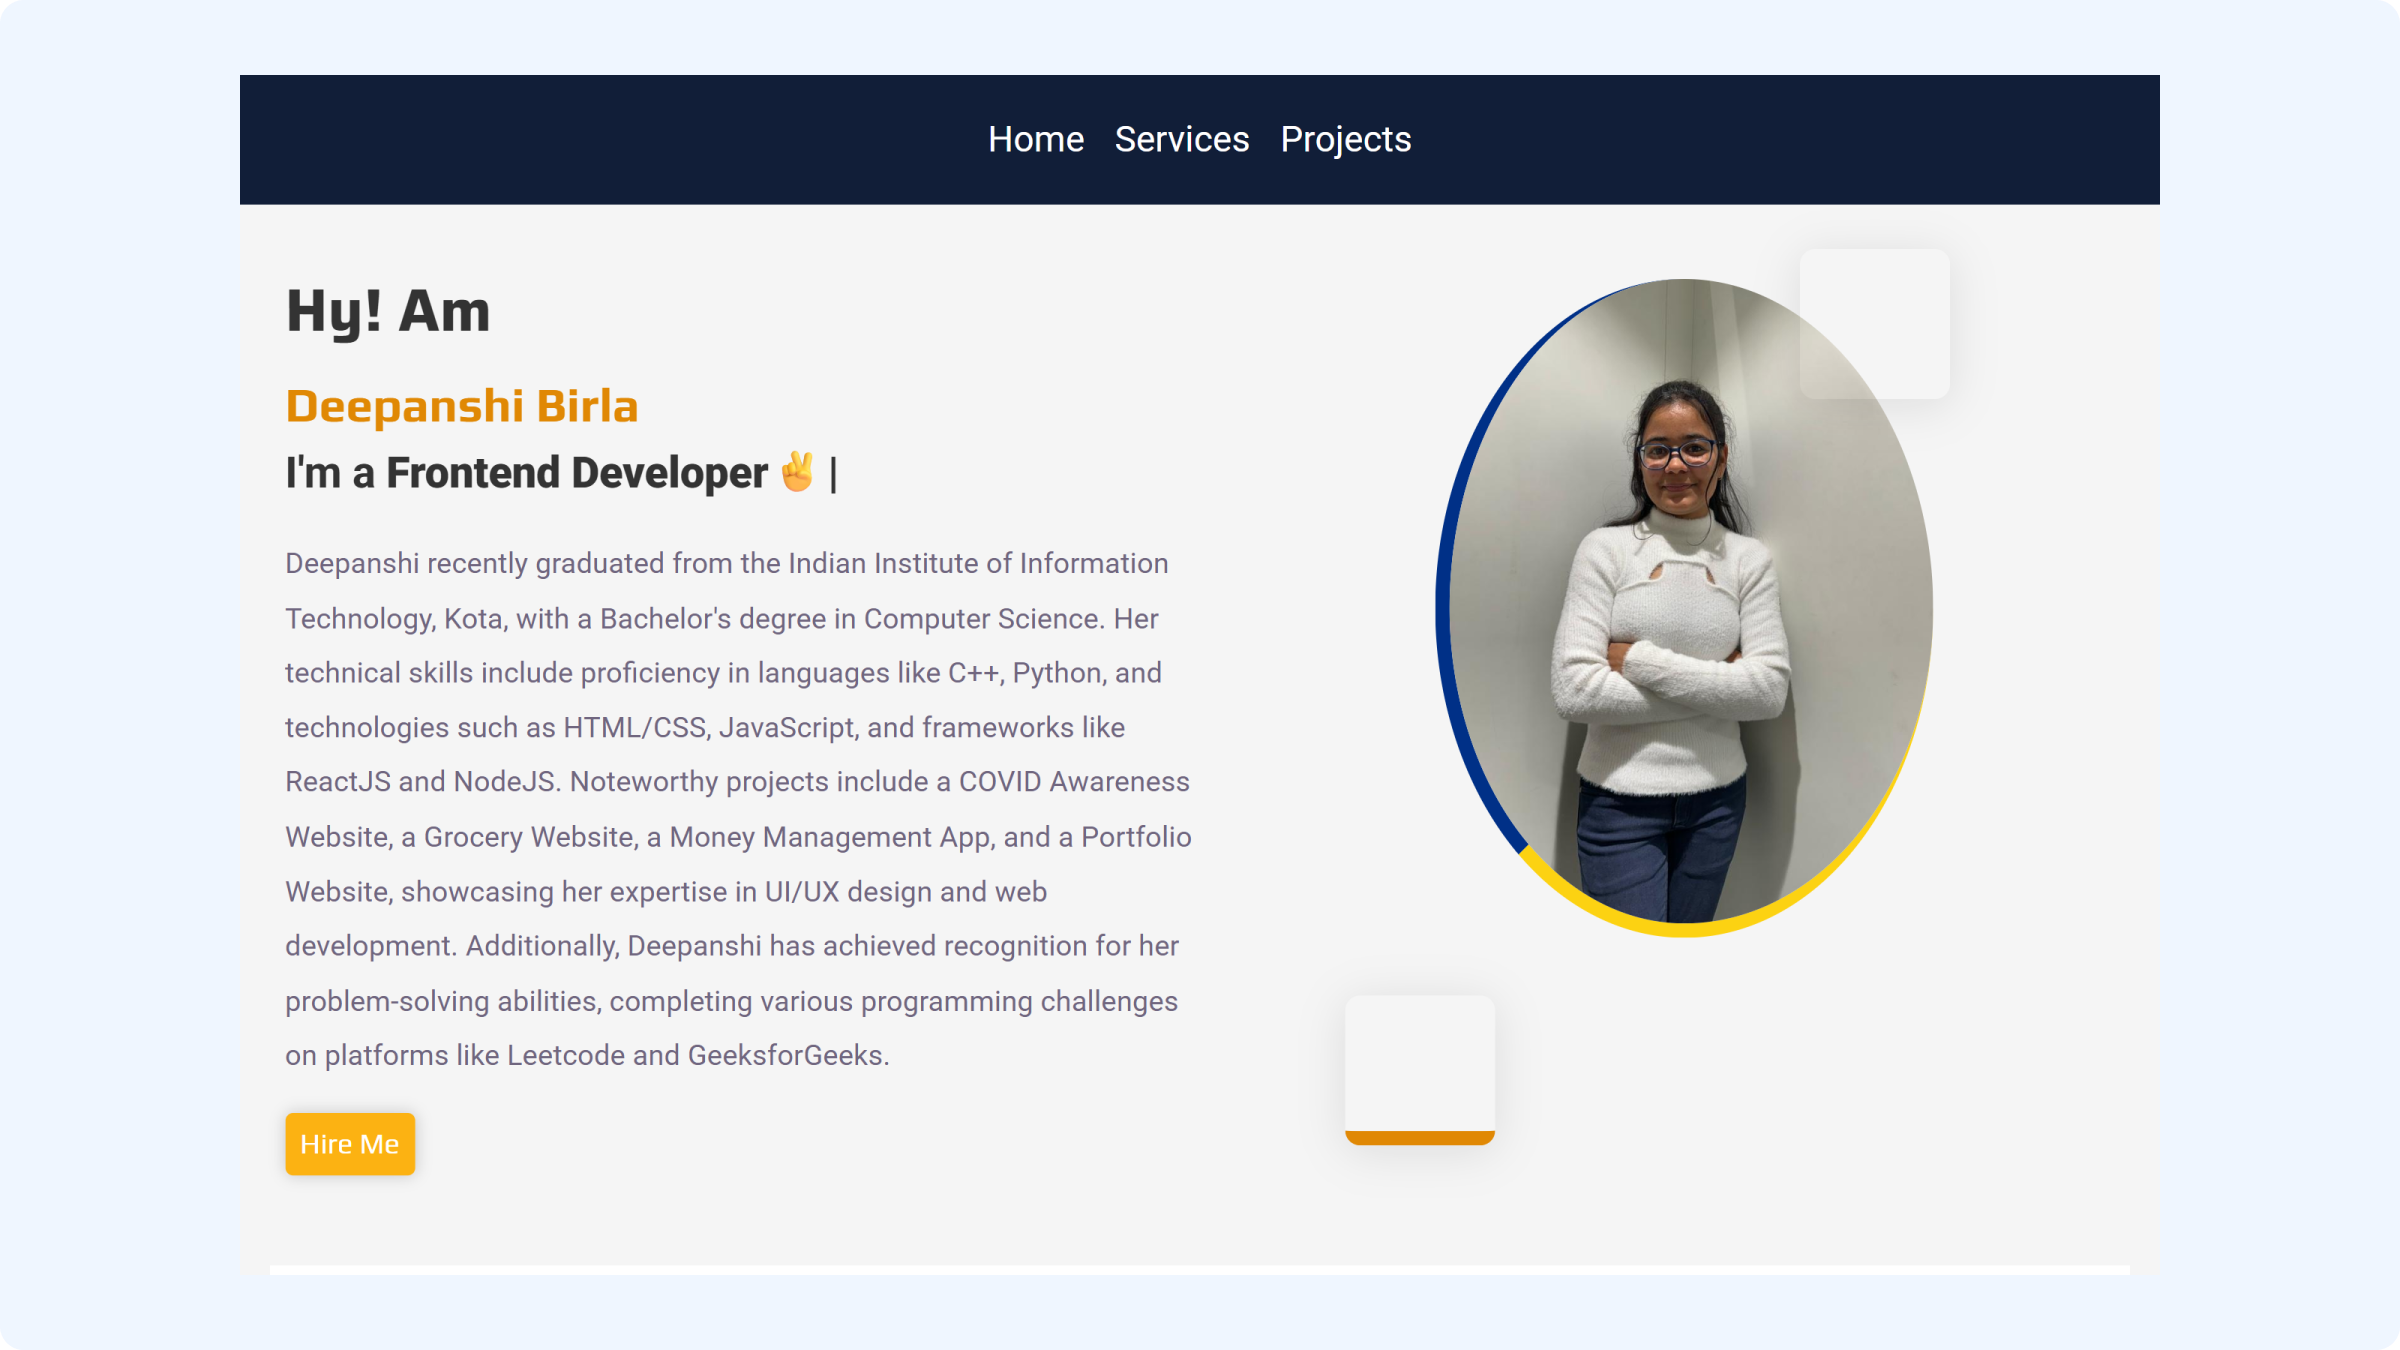 Home Services Projects
Hy! Am
Deepanshi Birla
I'm a Frontend Developer ✌ |
Deepanshi recently graduated from the Indian Institute of Information
Technology, Kota, with a Bachelor's degree in Computer Science. Her
technical skills include proficiency in languages like C++, Python, and
technologies such as HTML/CSS, JavaScript, and frameworks like
ReactJS and NodeJS. Noteworthy projects include a COVID Awareness
Website, a Grocery Website, a Money Management App, and a Portfolio
Website, showcasing her expertise in UI/UX design and web
development. Additionally, Deepanshi has achieved recognition for her
problem-solving abilities, completing various programming challenges
on platforms like Leetcode and GeeksforGeeks.
Hire Me